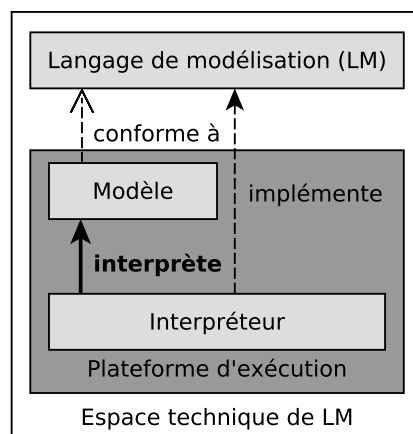 Langage de modélisation (LM)
conforme à
Modèle
implémente
interprète
Interpréteur
Plateforme d'exécution
Espace technique de LM